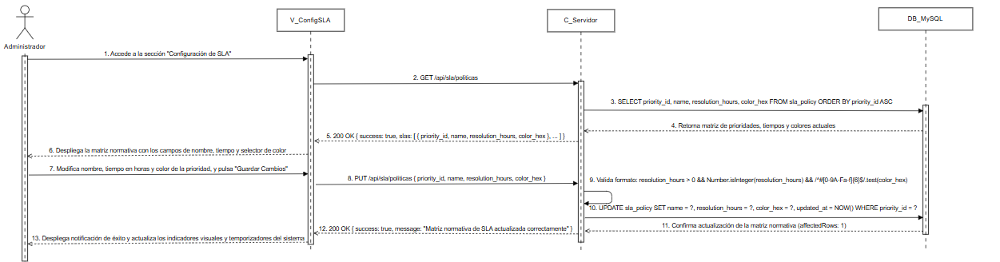 Administrador
V_ConfigSLA
C_Servidor
DB_MySQL
1. Accede a la sección "Configuración de SLA"
2. GET /api/sla/politicas
3. SELECT priority_id, name, resolution_hours, color_hex FROM sla_policy ORDER BY priority_id ASC
4. Retorna matriz de prioridades, tiempos y colores actuales
5. 200 OK { success: true, slas: [ { priority_id, name, resolution_hours, color_hex }, ... ] }
6. Despliega la matriz normativa con los campos de nombre, tiempo y selector de color
7. Modifica nombre, tiempo en horas y color de la prioridad, y pulsa "Guardar Cambios"
8. PUT /api/sla/politicas { priority_id, name, resolution_hours, color_hex }
9. Valida formato: resolution_hours > 0 && Number.isInteger(resolution_hours) && /^#[0-9A-Fa-f]{6}$/.test(color_hex)
10. UPDATE sla_policy SET name = ?, resolution_hours = ?, color_hex = ?, updated_at = NOW() WHERE priority_id = ?
11. Confirma actualización de la matriz normativa (affectedRows: 1)
12. 200 OK { success: true, message: "Matriz normativa de SLA actualizada correctamente" }
13. Despliega notificación de éxito y actualiza los indicadores visuales y temporizadores del sistema